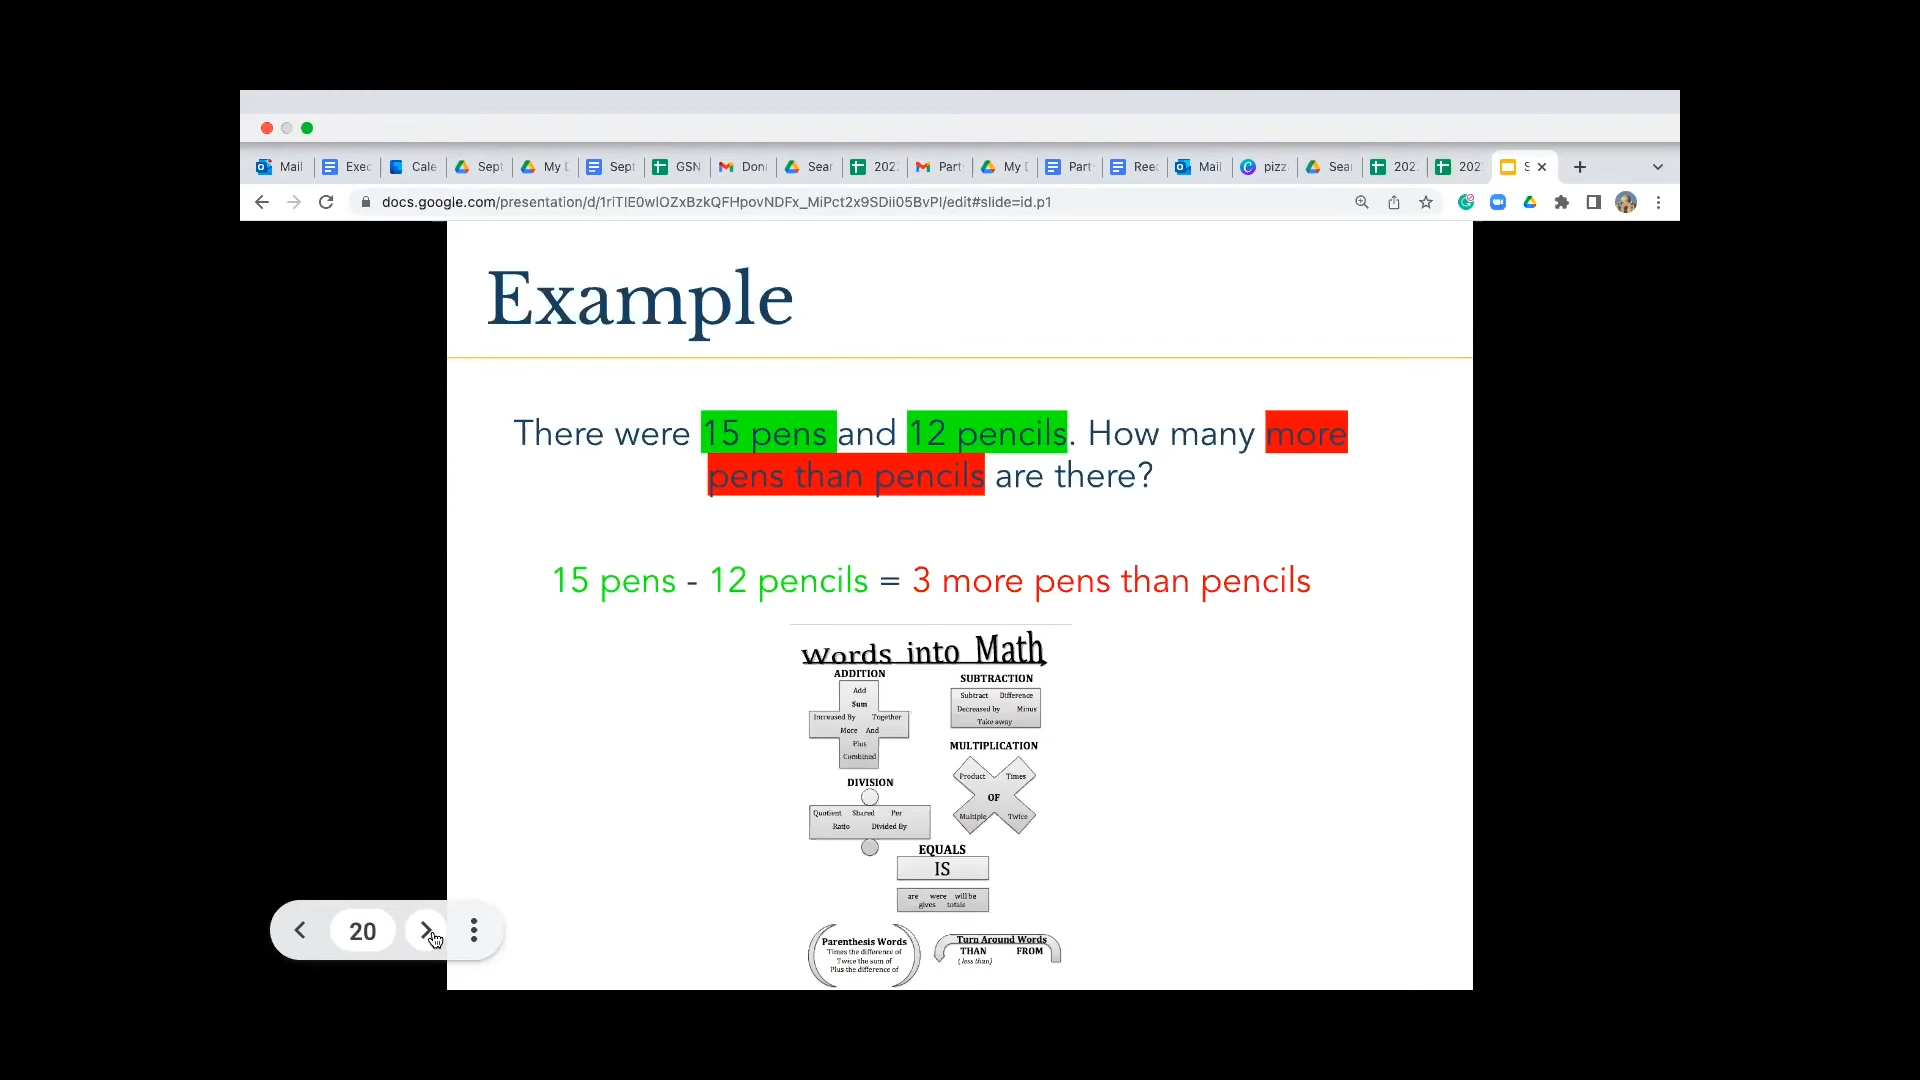 Mail Exec Cale Sept My D Sept GSN Don Sear 202 Part My D Part Reec Mail pizz Sear 202 202 S
docs.google.com/presentation/d/1riTlE0wlOZxBzkQFHpovNDFx_MiPct2x9SDii05BvPI/edit#slide=id.p1
Example
There were 15 pens and 12 pencils. How many more
pens than pencils are there?
15 pens - 12 pencils = 3 more pens than pencils
Words into Math
ADDITION
Add
Sum
Increased By Together
More And
Plus
Combined
SUBTRACTION
Subtract Difference
Decreased by Minus
Take away
MULTIPLICATION
Product Times
OF
Multiple Twice
DIVISION
Quotient Shared Per
Ratio Divided By
EQUALS
IS
are were will be
gives totals
Parenthesis Words
Times the difference of
Twice the sum of
Plus the difference of
Turn Around Words
THAN FROM
(less than)
20